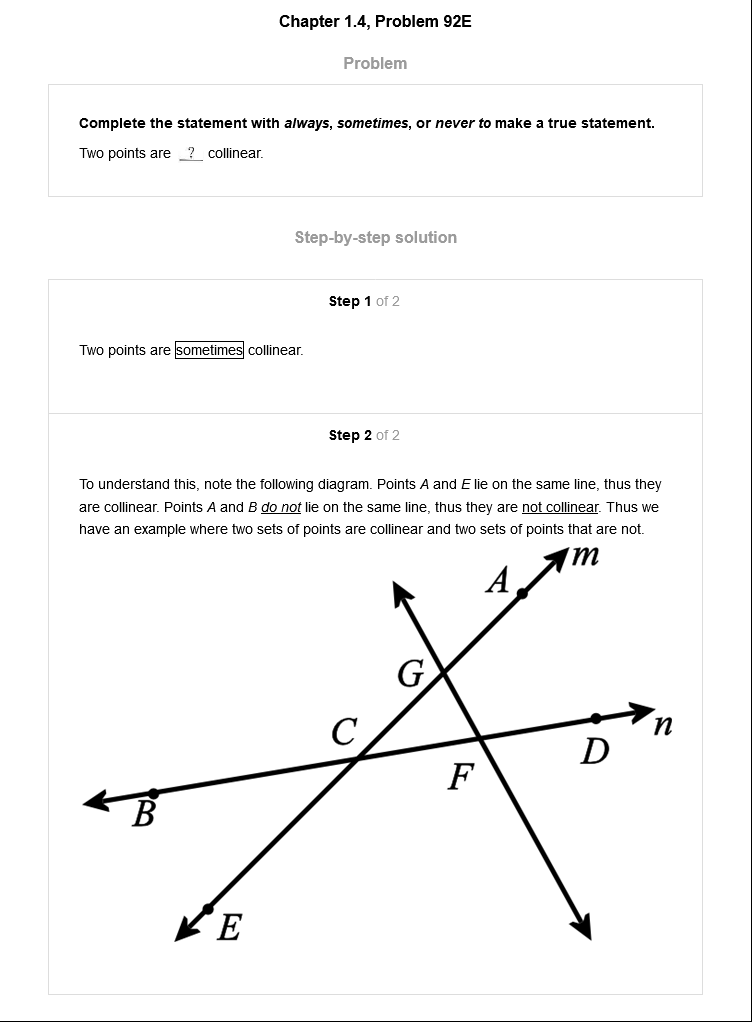 Chapter 1.4, Problem 92E
Problem
Complete the statement with always, sometimes, or never to make a true statement.
Two points are ? collinear.
Step-by-step solution
Step 1 of 2
Two points are sometimes collinear.
Step 2 of 2
To understand this, note the following diagram. Points A and E lie on the same line, thus they
are collinear. Points A and B do not lie on the same line, thus they are not collinear. Thus we
have an example where two sets of points are collinear and two sets of points that are not.
m
A
G
C
n
D
F
B
E